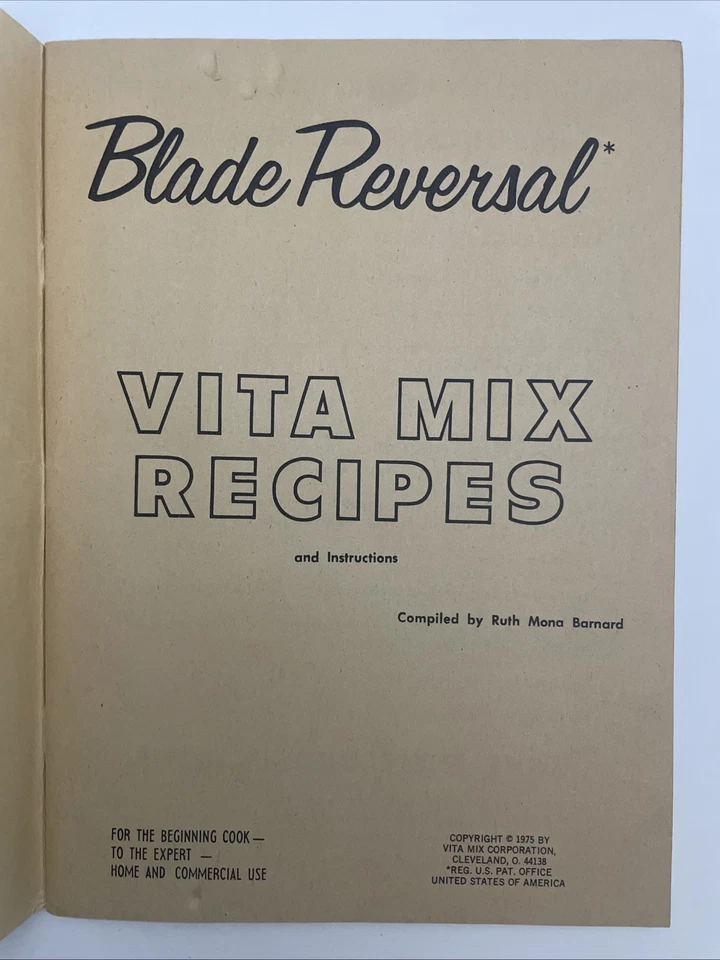 Blade Reversal*
VITA MIX
RECIPES
and Instructions
Compiled by Ruth Mona Barnard
FOR THE BEGINNING COOK —
TO THE EXPERT —
HOME AND COMMERCIAL USE
COPYRIGHT © 1975 BY
VITA MIX CORPORATION,
CLEVELAND, O. 44138
*REG. U.S. PAT. OFFICE
UNITED STATES OF AMERICA